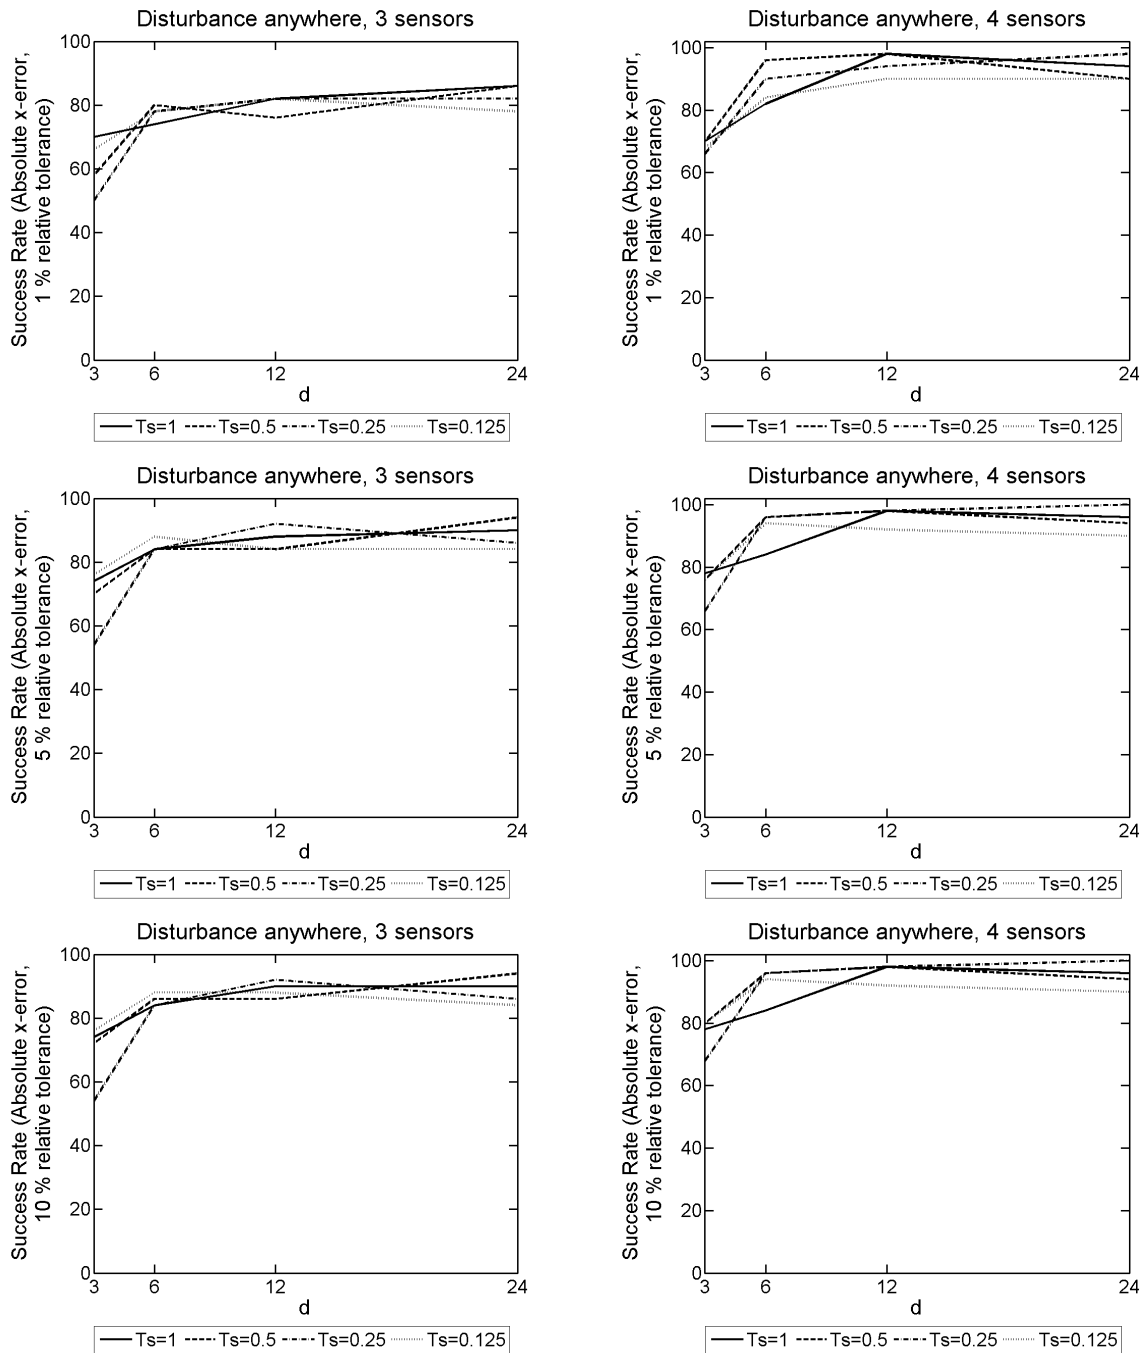 Disturbance anywhere, 3 sensors
Success Rate (Absolute x-error,
1 % relative tolerance)
100
80
60
40
20
0
3 6 12 24
d
Ts=1 Ts=0.5 Ts=0.25 Ts=0.125
Disturbance anywhere, 4 sensors
Success Rate (Absolute x-error,
1 % relative tolerance)
100
80
60
40
20
0
3 6 12 24
d
Ts=1 Ts=0.5 Ts=0.25 Ts=0.125
Disturbance anywhere, 3 sensors
Success Rate (Absolute x-error,
5 % relative tolerance)
100
80
60
40
20
0
3 6 12 24
d
Ts=1 Ts=0.5 Ts=0.25 Ts=0.125
Disturbance anywhere, 4 sensors
Success Rate (Absolute x-error,
5 % relative tolerance)
100
80
60
40
20
0
3 6 12 24
d
Ts=1 Ts=0.5 Ts=0.25 Ts=0.125
Disturbance anywhere, 3 sensors
Success Rate (Absolute x-error,
10 % relative tolerance)
100
80
60
40
20
0
3 6 12 24
d
Ts=1 Ts=0.5 Ts=0.25 Ts=0.125
Disturbance anywhere, 4 sensors
Success Rate (Absolute x-error,
10 % relative tolerance)
100
80
60
40
20
0
3 6 12 24
d
Ts=1 Ts=0.5 Ts=0.25 Ts=0.125